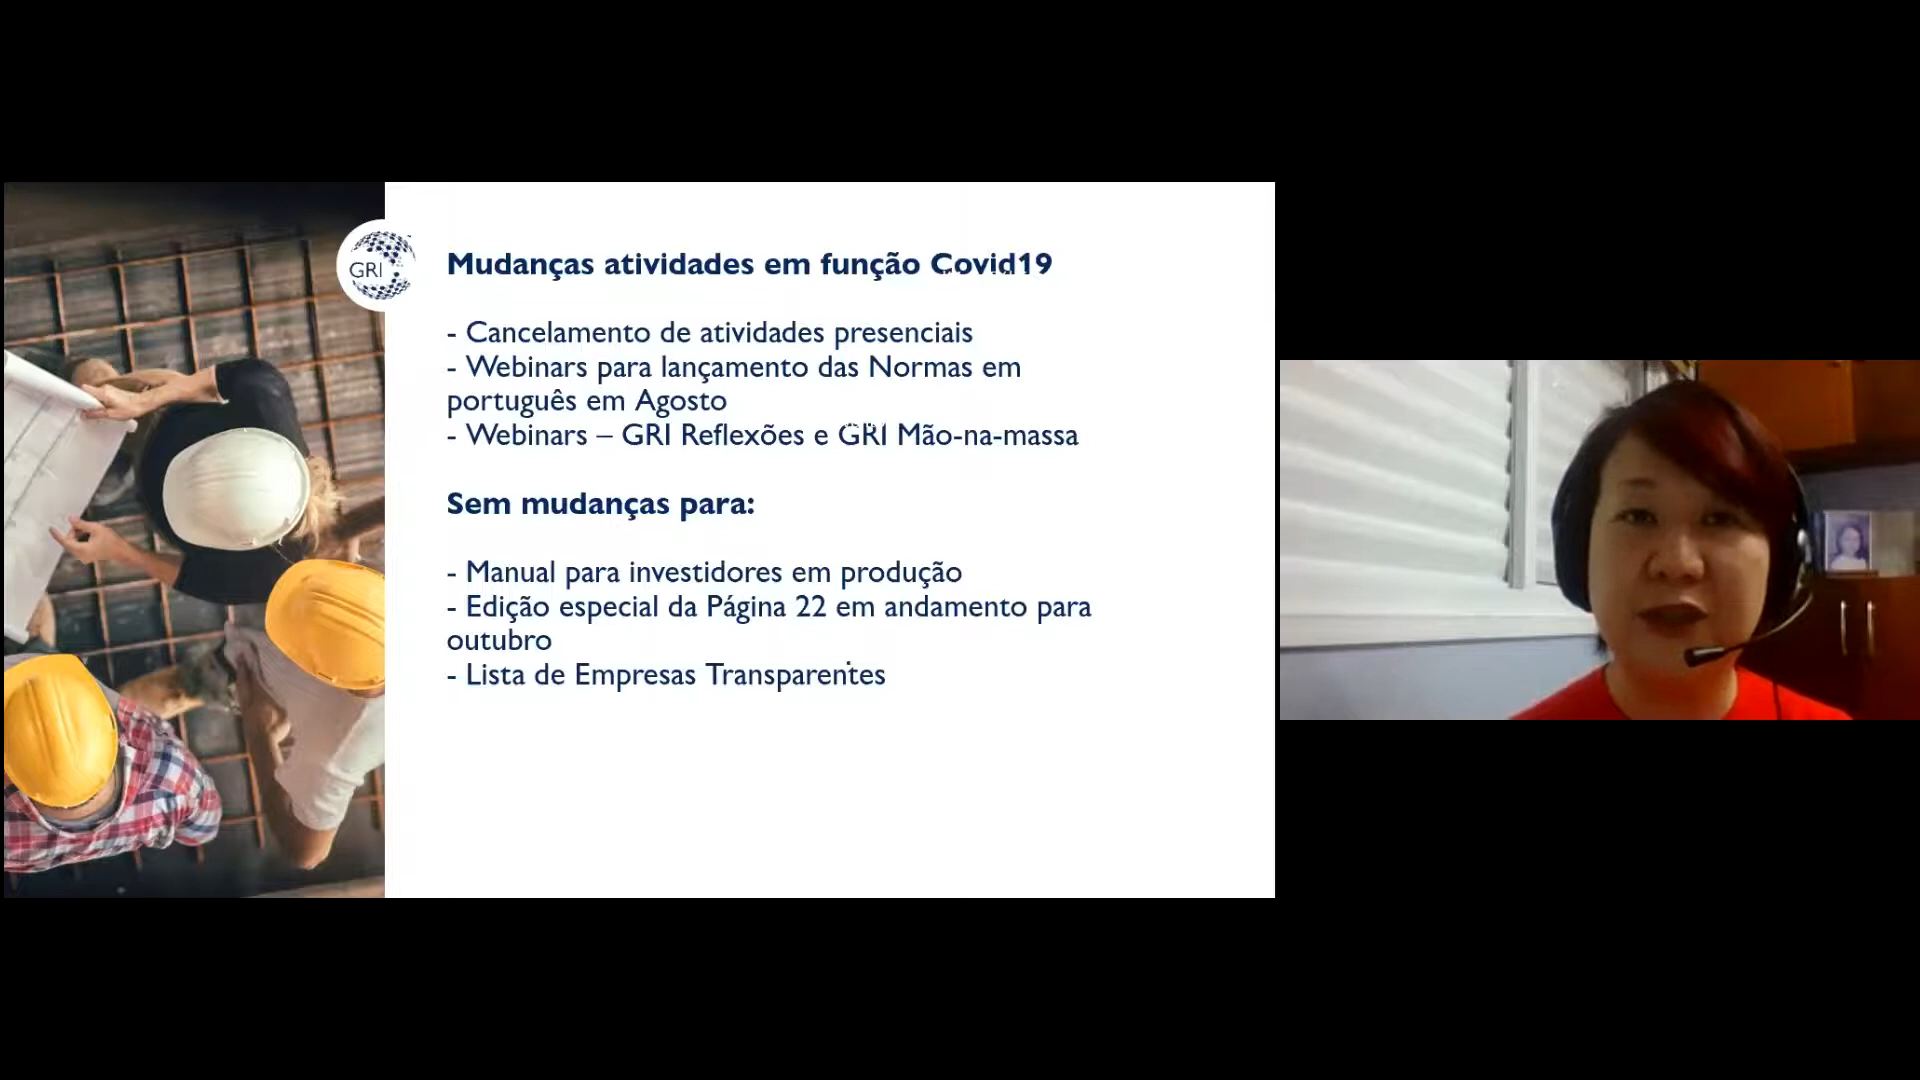 GRI
Mudanças atividades em função Covid19
- Cancelamento de atividades presenciais
- Webinars para lançamento das Normas em
português em Agosto
- Webinars – GRI Reflexões e GRI Mão-na-massa
Sem mudanças para:
- Manual para investidores em produção
- Edição especial da Página 22 em andamento para
outubro
- Lista de Empresas Transparentes